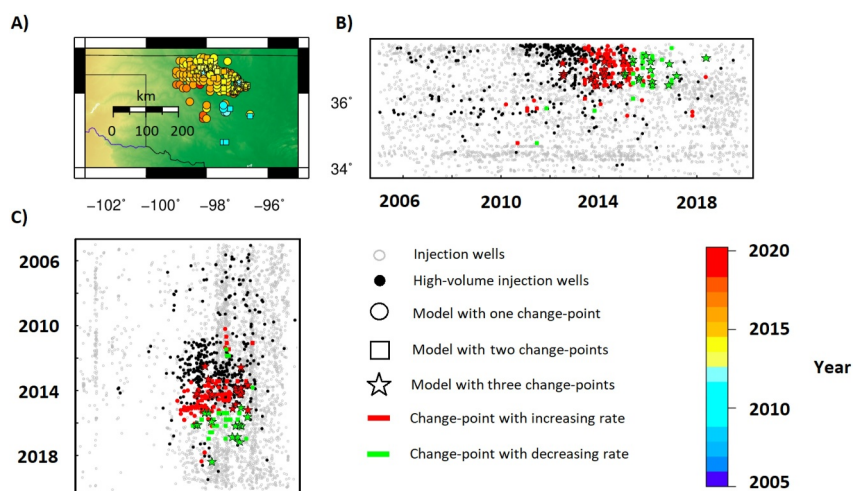 A)
B)
km
0 100 200
36˚
34˚
−102˚ −100˚ −98˚ −96˚
2006 2010 2014 2018
C)
2006
2010
2014
2018
Injection wells
High-volume injection wells
Model with one change-point
Model with two change-points
Model with three change-points
Change-point with increasing rate
Change-point with decreasing rate
2020
2015
Year
2010
2005